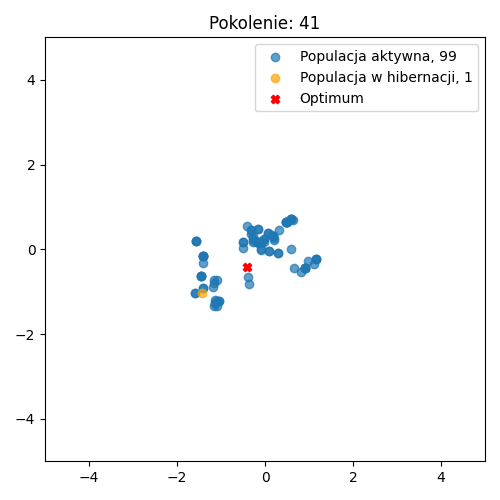 Pokolenie: 41
Populacja aktywna, 99
Populacja w hibernacji, 1
Optimum
4
2
0
−2
−4
−4
−2
0
2
4